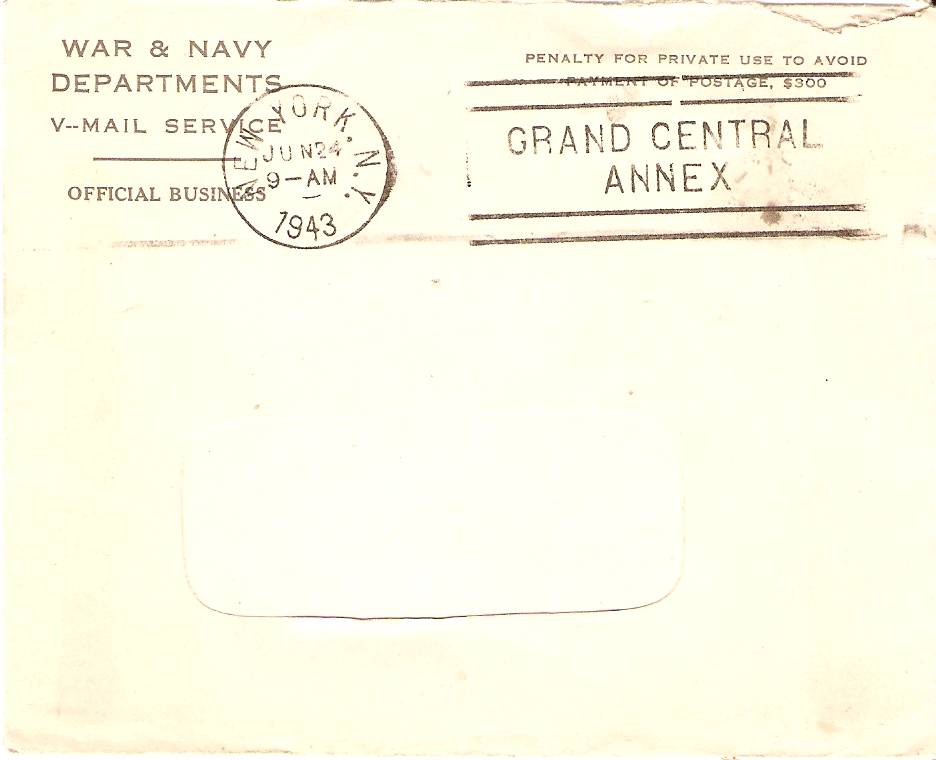 WAR & NAVY
DEPARTMENTS
V--MAIL SERVICE
OFFICIAL BUSINESS
NEW YORK, N.Y.
JUN 24
9-AM
1943
PENALTY FOR PRIVATE USE TO AVOID
PAYMENT OF POSTAGE, $300
GRAND CENTRAL
ANNEX